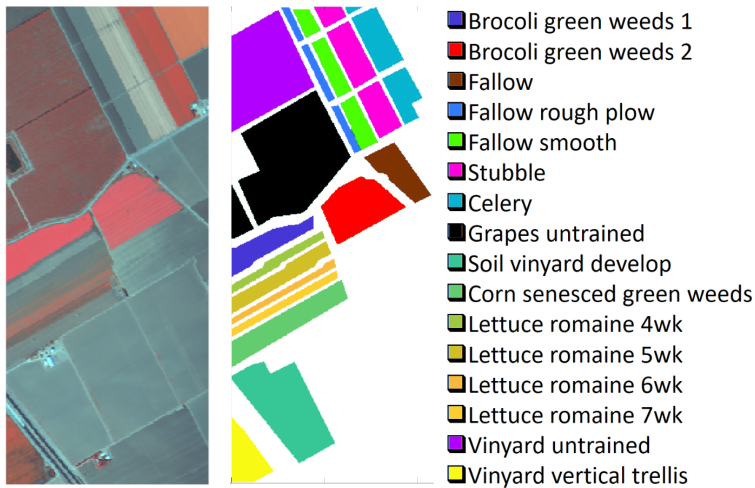 Brocoli green weeds 1
Brocoli green weeds 2
Fallow
Fallow rough plow
Fallow smooth
Stubble
Celery
Grapes untrained
Soil vinyard develop
Corn senesced green weeds
Lettuce romaine 4wk
Lettuce romaine 5wk
Lettuce romaine 6wk
Lettuce romaine 7wk
Vinyard untrained
Vinyard vertical trellis